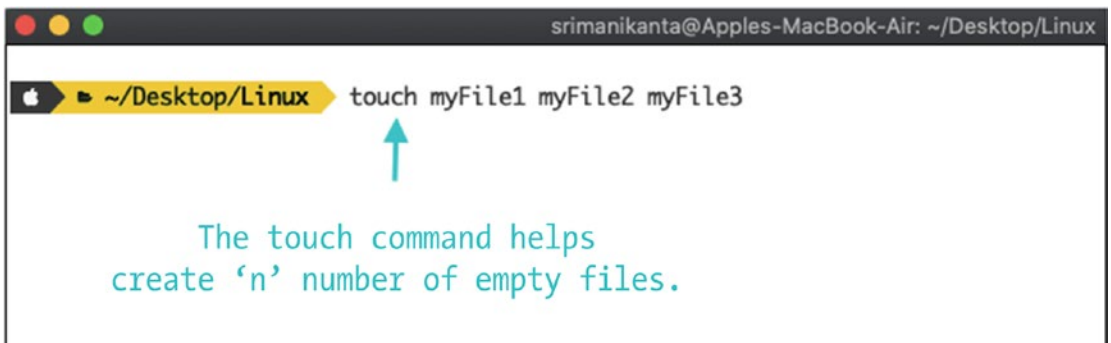 srimanikanta@Apples-MacBook-Air: ~/Desktop/Linux
~/Desktop/Linux touch myFile1 myFile2 myFile3
The touch command helps
create ‘n’ number of empty files.